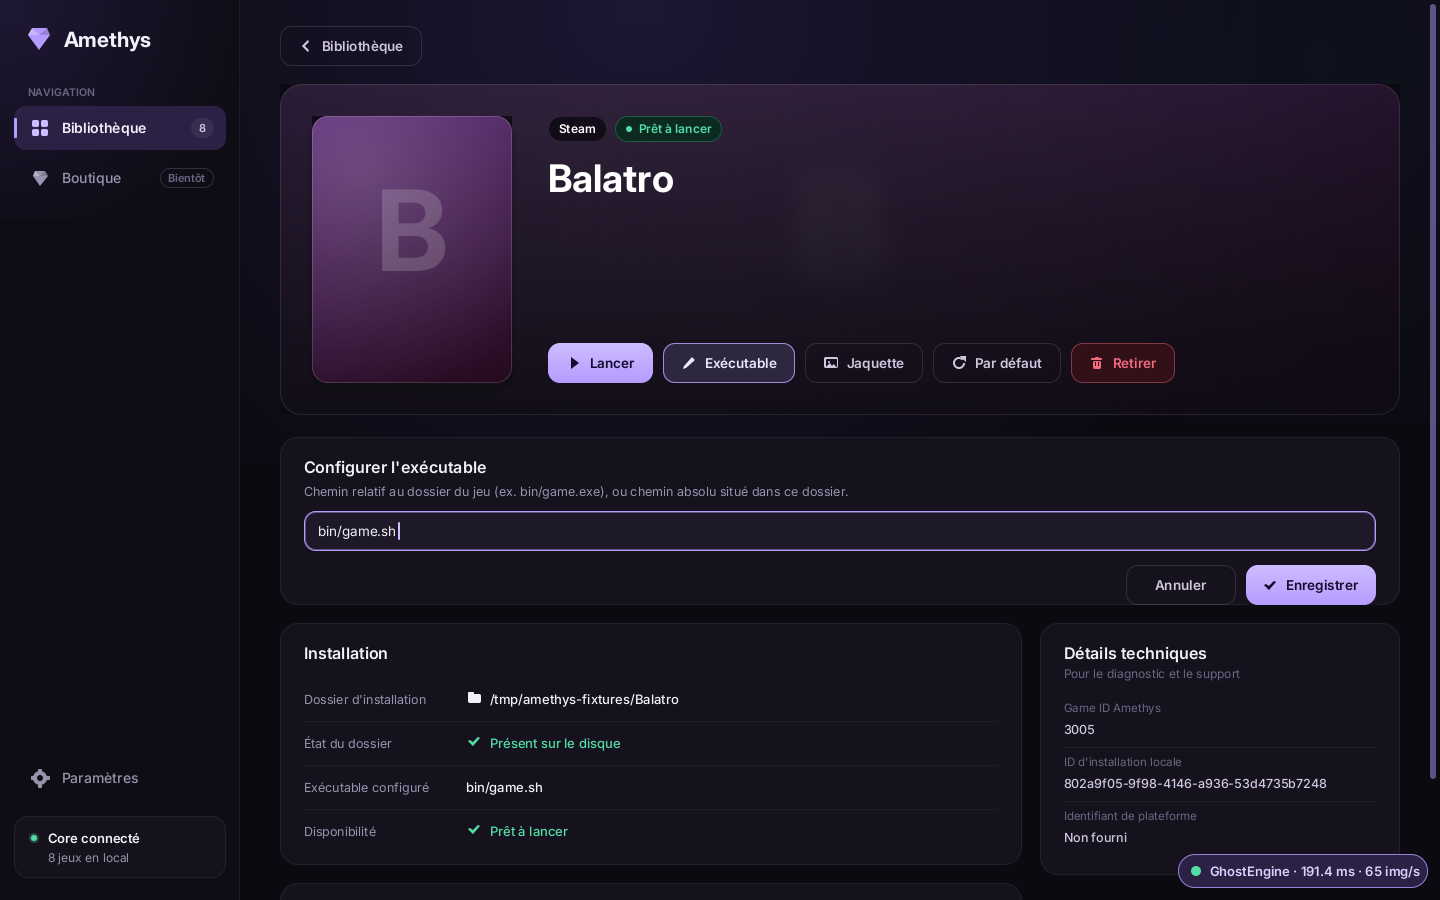 Amethys
NAVIGATION
Bibliothèque 8
Boutique Bientôt
Paramètres
Core connecté
8 jeux en local
Bibliothèque
B
Steam Prêt à lancer
Balatro
B
Lancer Exécutable Jaquette Par défaut Retirer
Configurer l'exécutable
Chemin relatif au dossier du jeu (ex. bin/game.exe), ou chemin absolu situé dans ce dossier.
bin/game.sh
Annuler Enregistrer
Installation
Dossier d'installation /tmp/amethys-fixtures/Balatro
État du dossier Présent sur le disque
Exécutable configuré bin/game.sh
Disponibilité Prêt à lancer
Détails techniques
Pour le diagnostic et le support
Game ID Amethys
3005
ID d'installation locale
802a9f05-9f98-4146-a936-53d4735b7248
Identifiant de plateforme
Non fourni
GhostEngine · 191.4 ms · 65 img/s